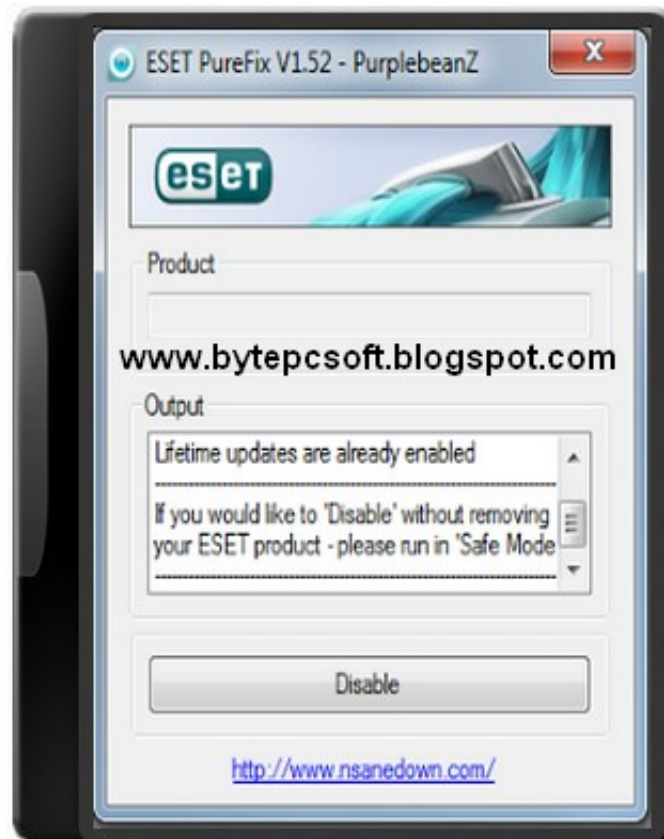 ESET PureFix V1.52 - PurplebeanZ
x
eset
Product
www.bytepcsoft.blogspot.com
Output
Lifetime updates are already enabled
If you would like to 'Disable' without removing
your ESET product - please run in 'Safe Mode
Disable
http://www.nsanedown.com/